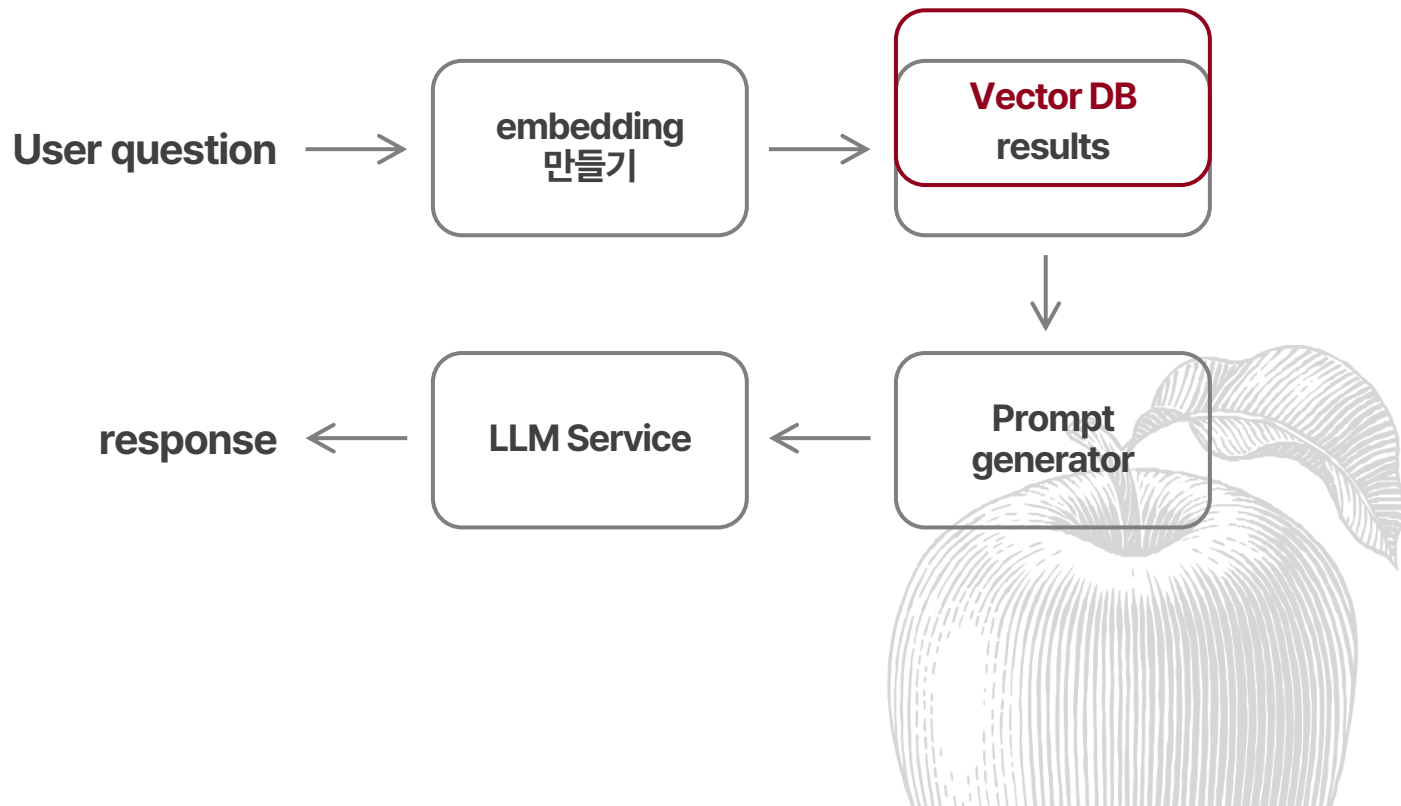 User question
embedding
만들기
Vector DB
results
Prompt
generator
LLM Service
response